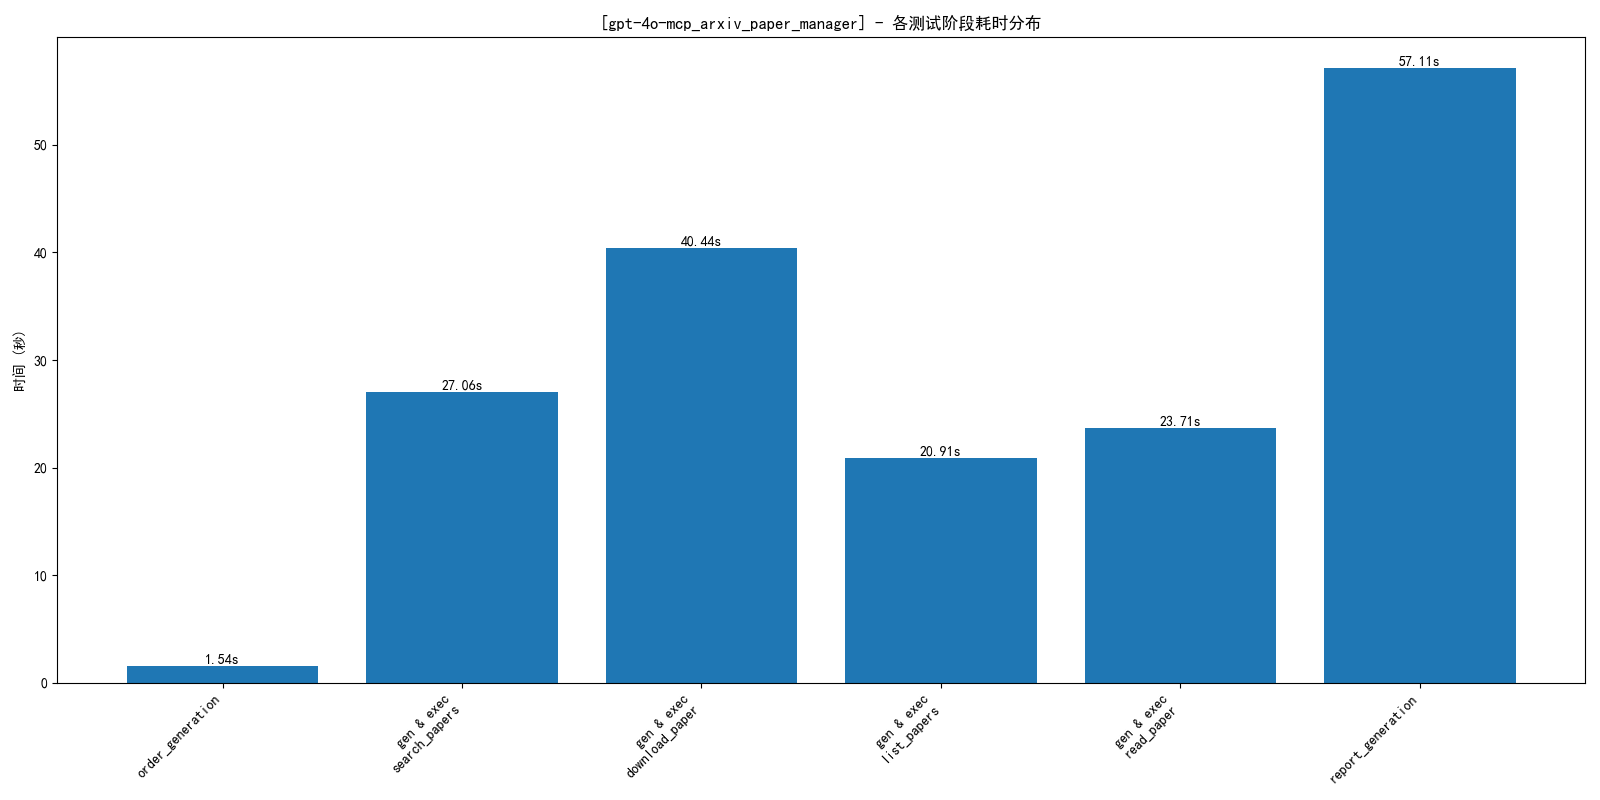 [gpt-4o-mcp_arxiv_paper_manager] - 各测试阶段耗时分布
时间 (秒)
50
40
30
20
10
0
1.54s
27.06s
40.44s
20.91s
23.71s
57.11s
order_generation
gen & exec
search_papers
gen & exec
download_paper
gen & exec
list_papers
gen & exec
read_paper
report_generation